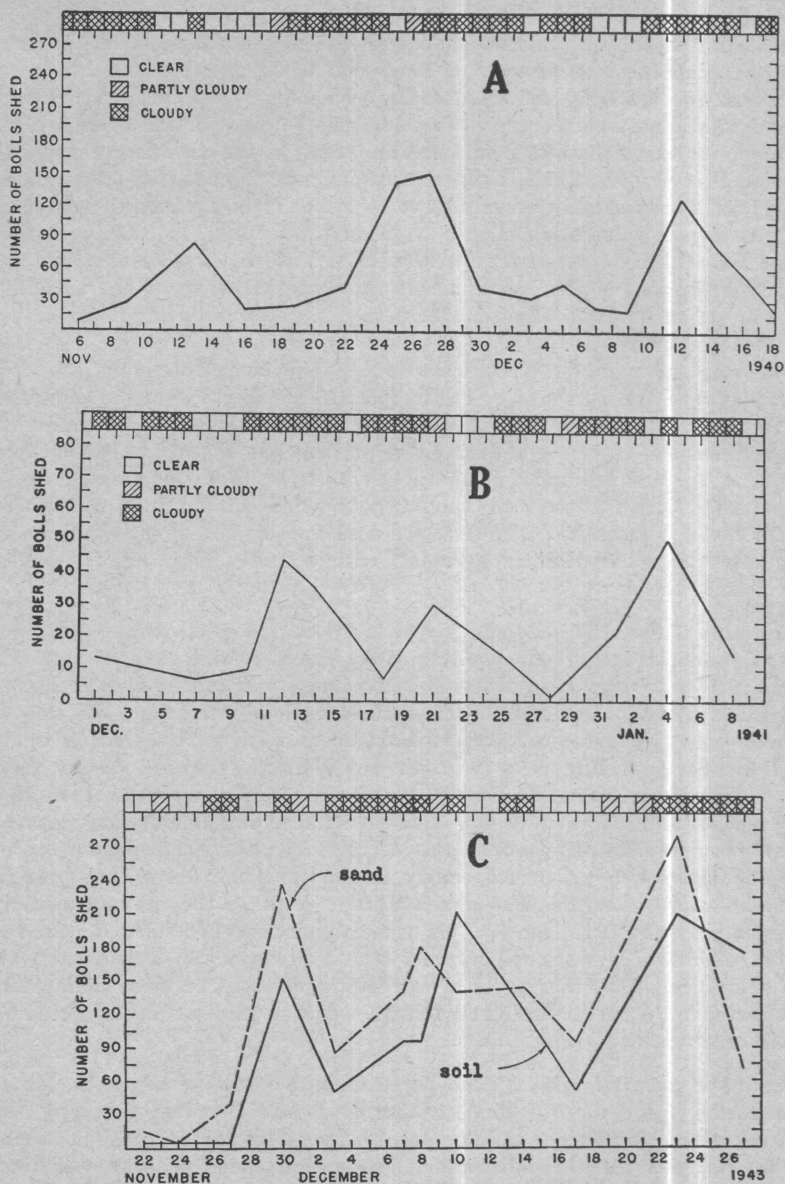 A
270
240
210
180
150
120
90
60
30
NUMBER OF BOLLS SHED
CLEAR
PARTLY CLOUDY
CLOUDY
6 8 10 12 14 16 18 20 22 24 26 28 30 2 4 6 8 10 12 14 16 18
NOV DEC 1940
B
80
70
60
50
40
30
20
10
0
NUMBER OF BOLLS SHED
CLEAR
PARTLY CLOUDY
CLOUDY
1 3 5 7 9 11 13 15 17 19 21 23 25 27 29 31 2 4 6 8
DEC. JAN. 1941
C
270
240
210
180
150
120
90
60
30
NUMBER OF BOLLS SHED
sand
soil
22 24 26 28 30 2 4 6 8 10 12 14 16 18 20 22 24 26
NOVEMBER DECEMBER 1943